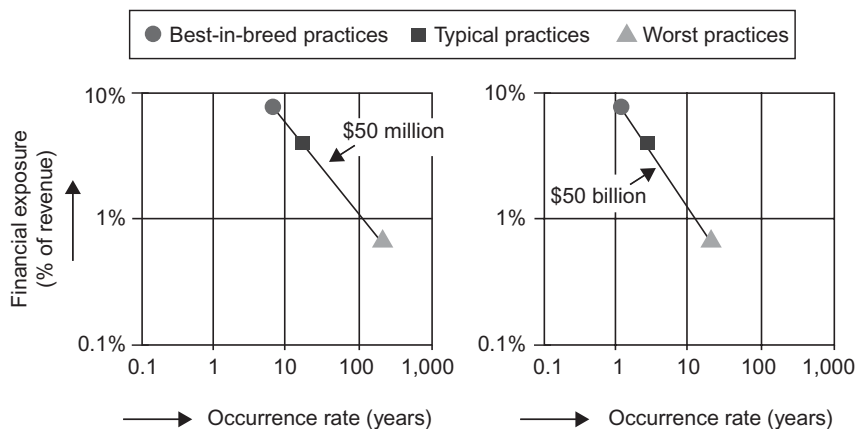 Best-in-breed practices Typical practices Worst practices
Financial exposure
(% of revenue)
10%
1%
0.1%
$50 million
0.1 1 10 100 1,000
Occurrence rate (years)
10%
1%
0.1%
$50 billion
0.1 1 10 100 1,000
Occurrence rate (years)